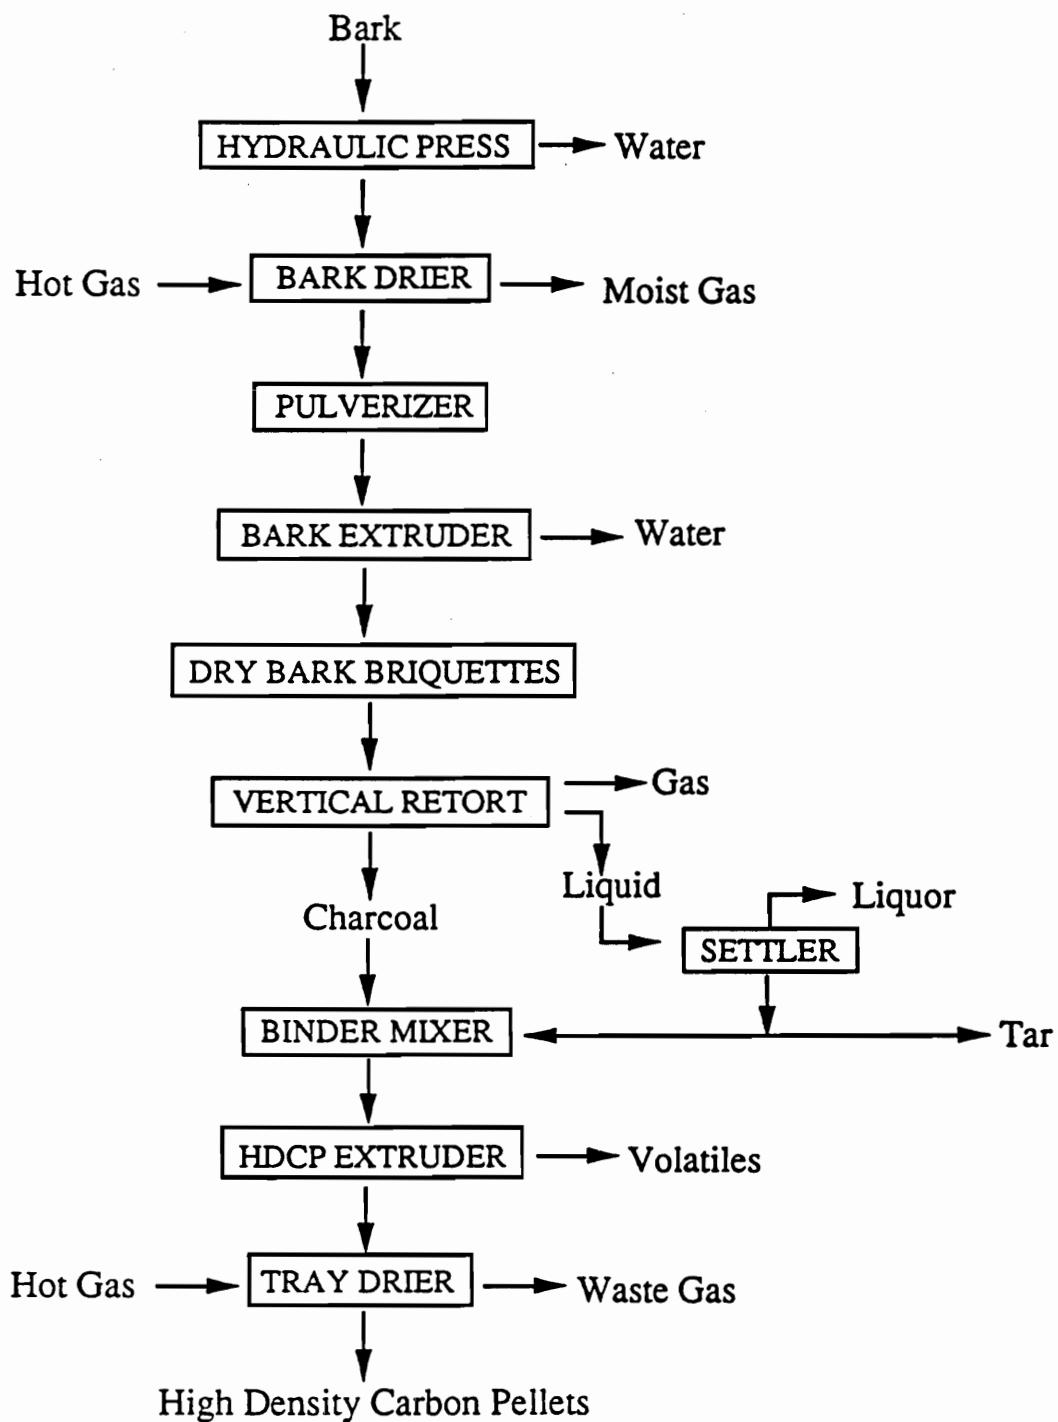 Bark
HYDRAULIC PRESS
Water
Hot Gas
BARK DRIER
Moist Gas
PULVERIZER
BARK EXTRUDER
Water
DRY BARK BRIQUETTES
VERTICAL RETORT
Gas
Liquid
Liquor
Charcoal
SETTLER
BINDER MIXER
Tar
HDCP EXTRUDER
Volatiles
Hot Gas
TRAY DRIER
Waste Gas
High Density Carbon Pellets